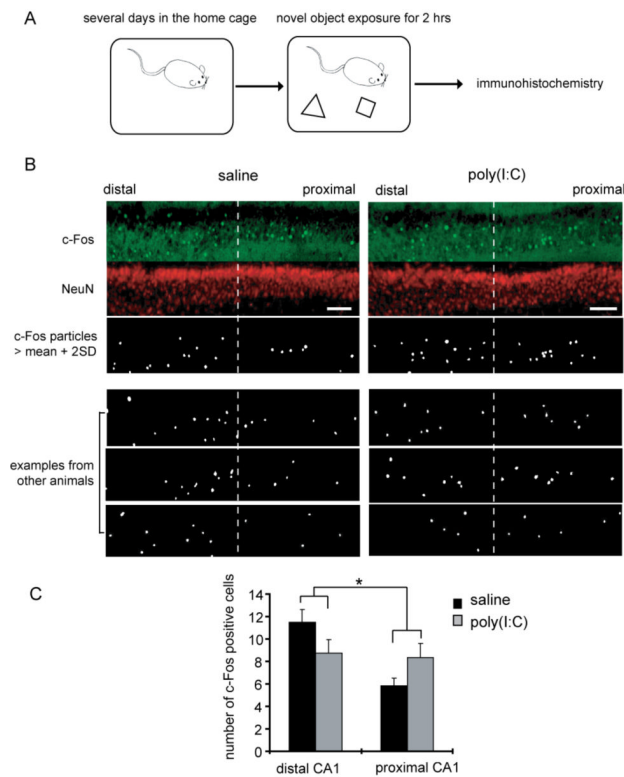 A
several days in the home cage
novel object exposure for 2 hrs
immunohistochemistry
B
saline
poly(I:C)
distal
proximal
distal
proximal
c-Fos
NeuN
c-Fos particles
> mean + 2SD
examples from
other animals
C
*
saline
poly(I:C)
number of c-Fos positive cells
14
12
10
8
6
4
2
0
distal CA1
proximal CA1